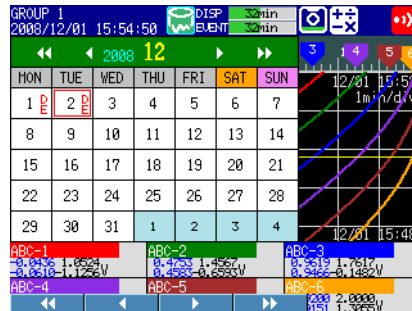 GROUP 1
2008/12/01 15:54:50
DISP 32min
EVENT 32min
2008 12
MON TUE WED THU FRI SAT SUN
1 D E 2 D E 3 4 5 6 7
8 9 10 11 12 13 14
15 16 17 18 19 20 21
22 23 24 25 26 27 28
29 30 31 1 2 3 4
3 4 5
12/01 15:5
1min/d
12/01 15:48
ABC-1 ABC-2 ABC-3
-0.0436 1.0524 0.4753 1.4567 0.9619 1.7617
-0.0610-1.1256V 0.4583-0.6593V 0.9466-0.1482V
ABC-4 ABC-5 ABC-6
2.0000
1.3055V